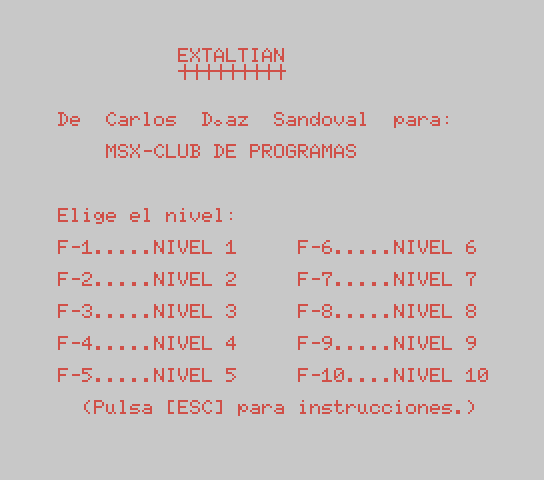 EXTALTIAN
┼┼┼┼┼┼┼┼┼
De Carlos D｡az Sandoval para:
MSX-CLUB DE PROGRAMAS
Elige el nivel:
F-1.....NIVEL 1 F-6.....NIVEL 6
F-2.....NIVEL 2 F-7.....NIVEL 7
F-3.....NIVEL 3 F-8.....NIVEL 8
F-4.....NIVEL 4 F-9.....NIVEL 9
F-5.....NIVEL 5 F-10....NIVEL 10
(Pulsa [ESC] para instrucciones.)